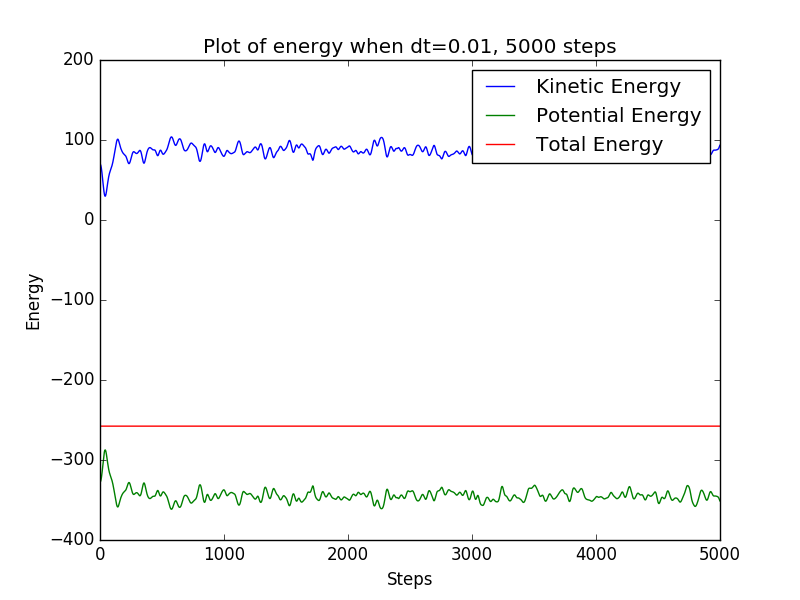 Plot of energy when dt=0.01, 5000 steps
Kinetic Energy
Potential Energy
Total Energy
200
100
0
−100
−200
−300
−400
Energy
0 1000 2000 3000 4000 5000
Steps